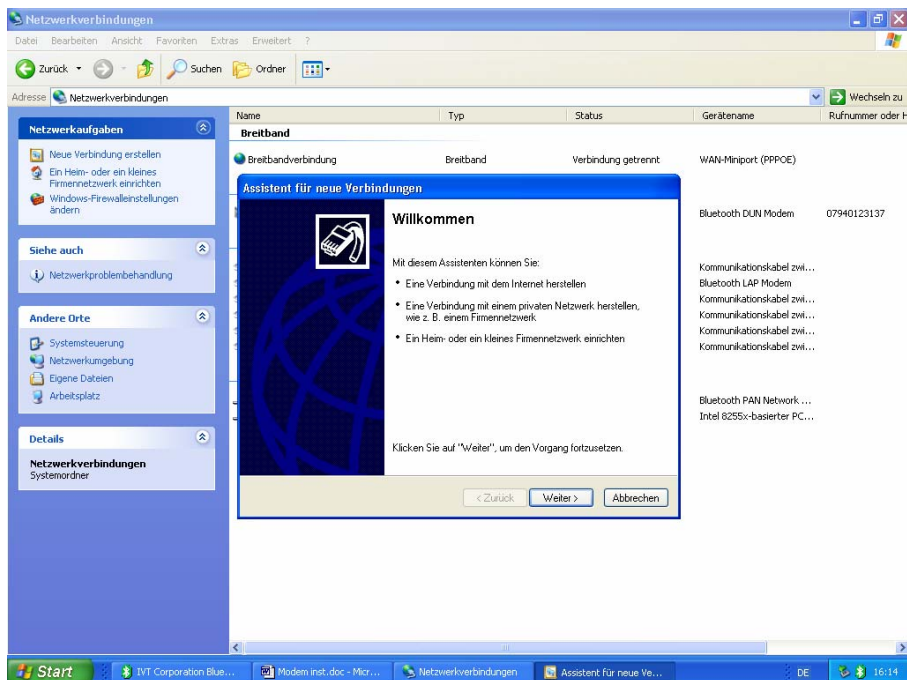 Netzwerkverbindungen
Datei Bearbeiten Ansicht Favoriten Extras Erweitert ?
Zurück Suchen Ordner
Adresse Netzwerkverbindungen Wechseln zu
Name Typ Status Gerätename Rufnummer oder H
Netzwerkaufgaben
Neue Verbindung erstellen
Ein Heim- oder ein kleines
Firmennetzwerk einrichten
Windows-Firewalleinstellungen
ändern
Siehe auch
Netzwerkproblembehandlung
Andere Orte
Systemsteuerung
Netzwerkumgebung
Eigene Dateien
Arbeitsplatz
Details
Netzwerkverbindungen
Systemordner
Breitband
Breitbandverbindung Breitband Verbindung getrennt WAN-Miniport (PPPOE)
Bluetooth DUN Modem 07940123137
Kommunikationskabel zwi...
Bluetooth LAP Modem
Kommunikationskabel zwi...
Kommunikationskabel zwi...
Kommunikationskabel zwi...
Kommunikationskabel zwi...
Bluetooth PAN Network ...
Intel 8255x-basierter PC...
Assistent für neue Verbindungen
Willkommen
Mit diesem Assistenten können Sie:
• Eine Verbindung mit dem Internet herstellen
• Eine Verbindung mit einem privaten Netzwerk herstellen,
wie z. B. einem Firmennetzwerk
• Ein Heim- oder ein kleines Firmennetzwerk einrichten
Klicken Sie auf "Weiter", um den Vorgang fortzusetzen.
< Zurück Weiter > Abbrechen
Start IVT Corporation Blue... Modem inst.doc - Micr... Netzwerkverbindungen Assistent für neue Ve... DE 16:14